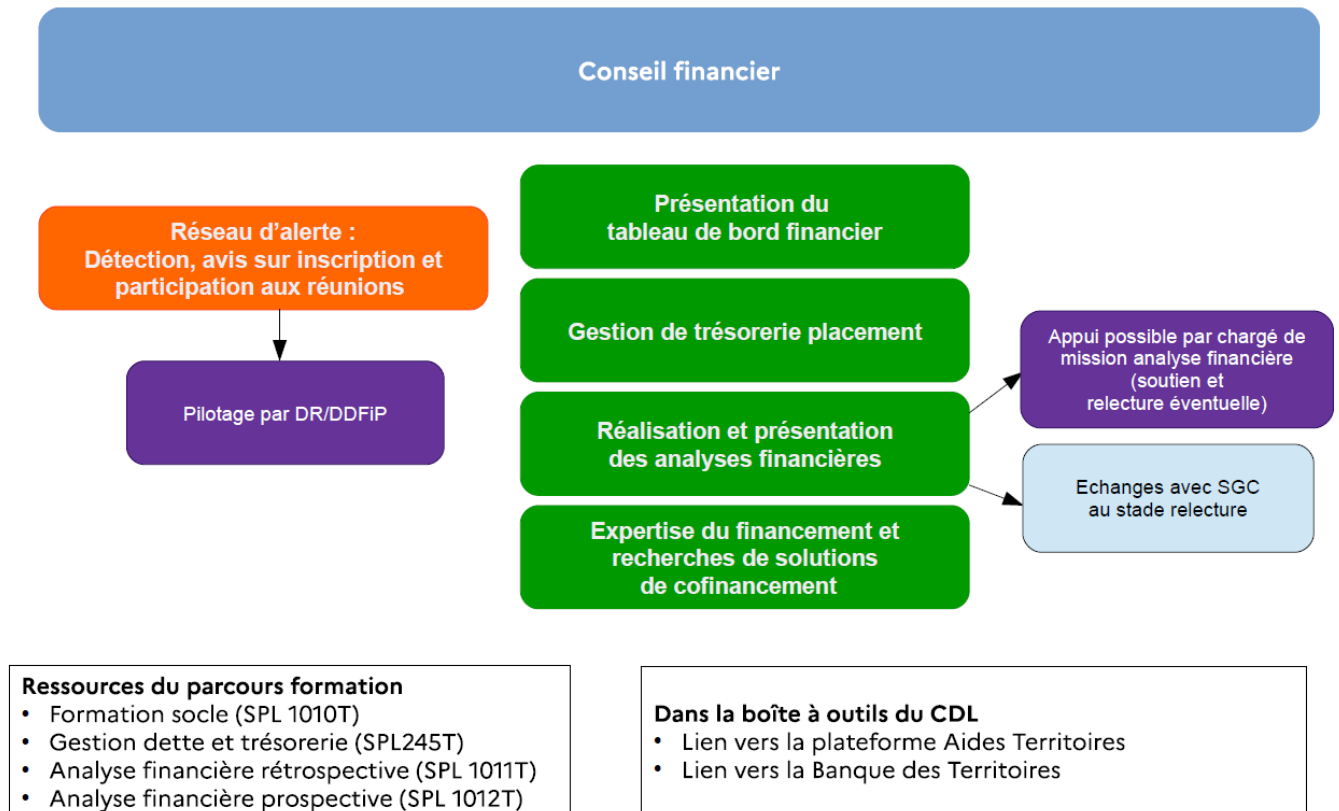 Conseil financier
Réseau d’alerte :
Détection, avis sur inscription et
participation aux réunions
Pilotage par DR/DDFiP
Présentation du
tableau de bord financier
Gestion de trésorerie placement
Réalisation et présentation
des analyses financières
Expertise du financement et
recherches de solutions
de cofinancement
Appui possible par chargé de
mission analyse financière
(soutien et
relecture éventuelle)
Echanges avec SGC
au stade relecture
Ressources du parcours formation
• Formation socle (SPL 1010T)
• Gestion dette et trésorerie (SPL245T)
• Analyse financière rétrospective (SPL 1011T)
• Analyse financière prospective (SPL 1012T)
Dans la boîte à outils du CDL
• Lien vers la plateforme Aides Territoires
• Lien vers la Banque des Territoires